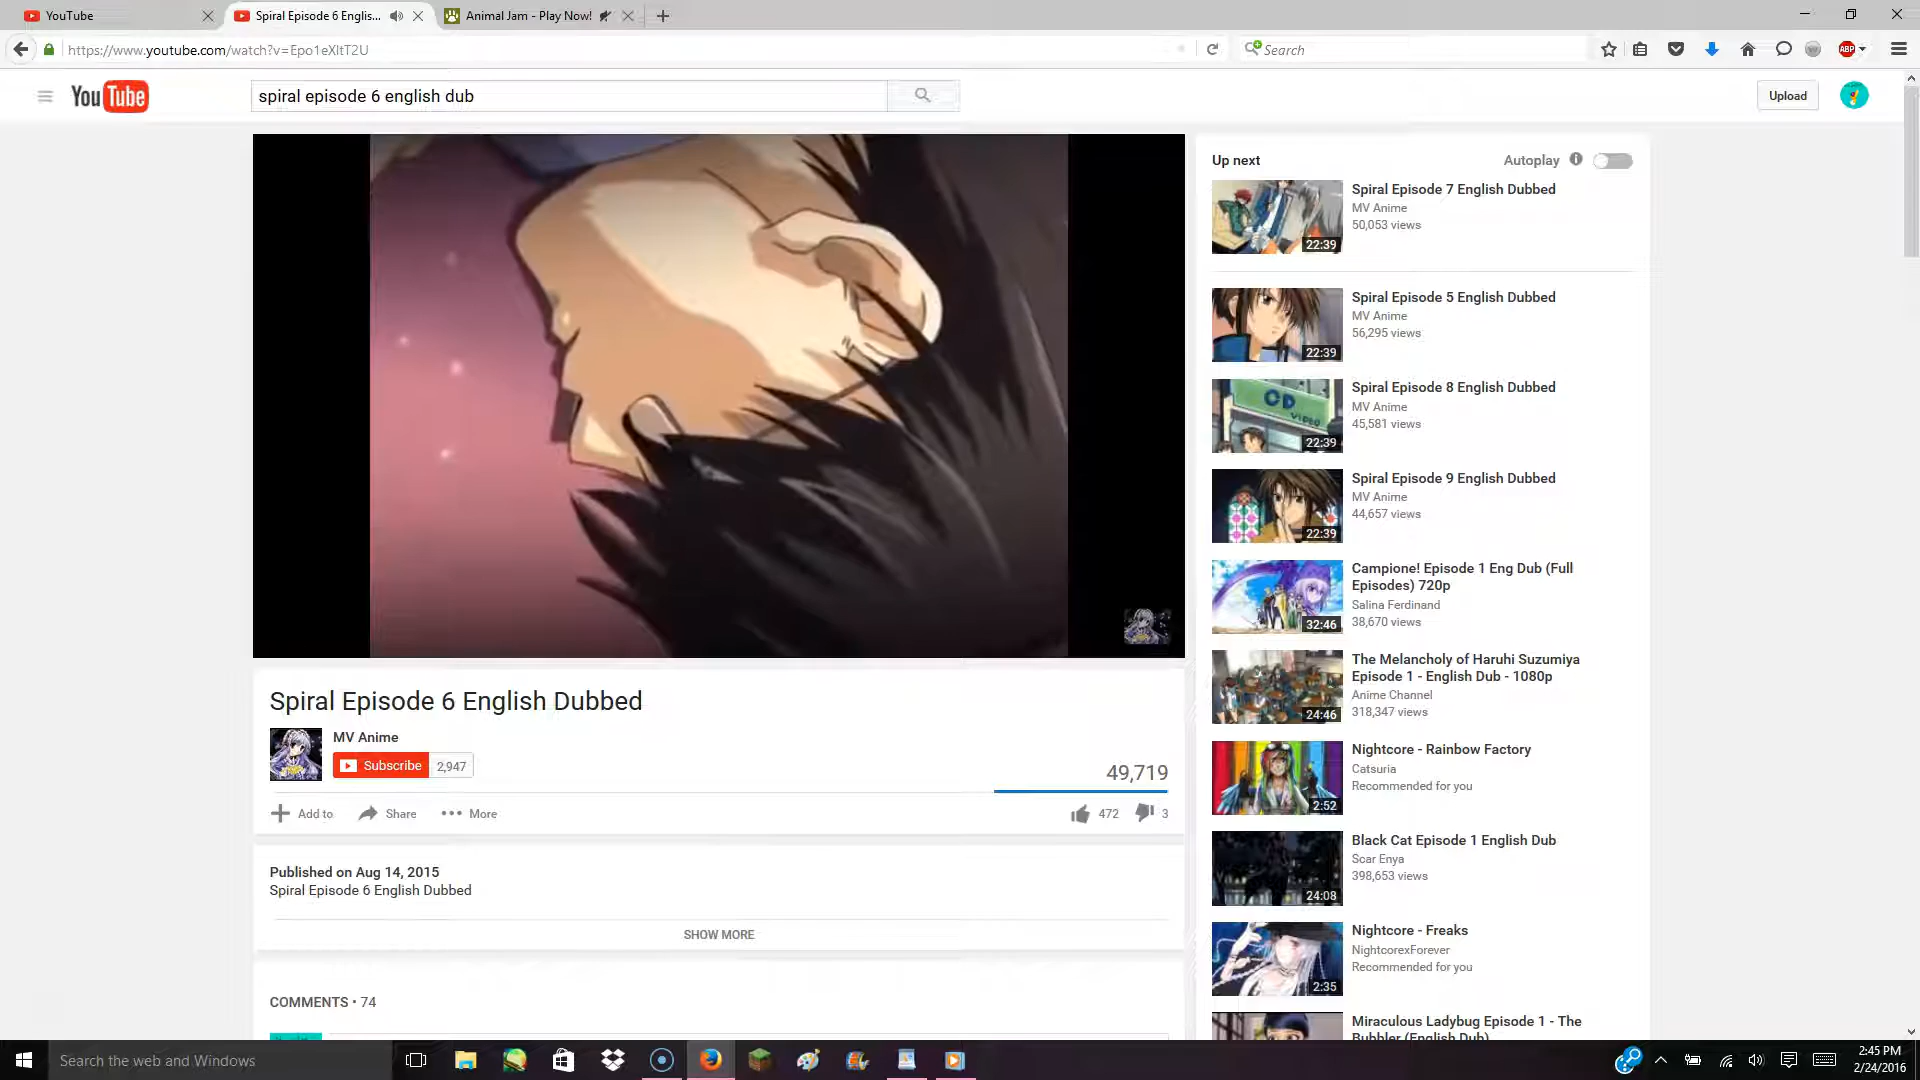 YouTube
Spiral Episode 6 Englis...
Animal Jam - Play Now!
https://www.youtube.com/watch?v=Epo1eXltT2U
Search
ABP
YouTube
spiral episode 6 english dub
Upload
Up next
Autoplay
Spiral Episode 7 English Dubbed
MV Anime
50,053 views
22:39
Spiral Episode 5 English Dubbed
MV Anime
56,295 views
22:39
Spiral Episode 8 English Dubbed
MV Anime
45,581 views
CD
VIDEO
22:39
Spiral Episode 9 English Dubbed
MV Anime
44,657 views
22:39
Campione! Episode 1 Eng Dub (Full
Episodes) 720p
Salina Ferdinand
38,670 views
32:46
The Melancholy of Haruhi Suzumiya
Episode 1 - English Dub - 1080p
Anime Channel
318,347 views
24:46
Nightcore - Rainbow Factory
Catsuria
Recommended for you
2:52
Black Cat Episode 1 English Dub
Scar Enya
398,653 views
24:08
Nightcore - Freaks
NightcorexForever
Recommended for you
2:35
Miraculous Ladybug Episode 1 - The
Bubbler (English Dub)
Spiral Episode 6 English Dubbed
MV Anime
Subscribe 2,947
49,719
Add to Share More
472 3
Published on Aug 14, 2015
Spiral Episode 6 English Dubbed
SHOW MORE
COMMENTS • 74
Search the web and Windows
2:45 PM
2/24/2016